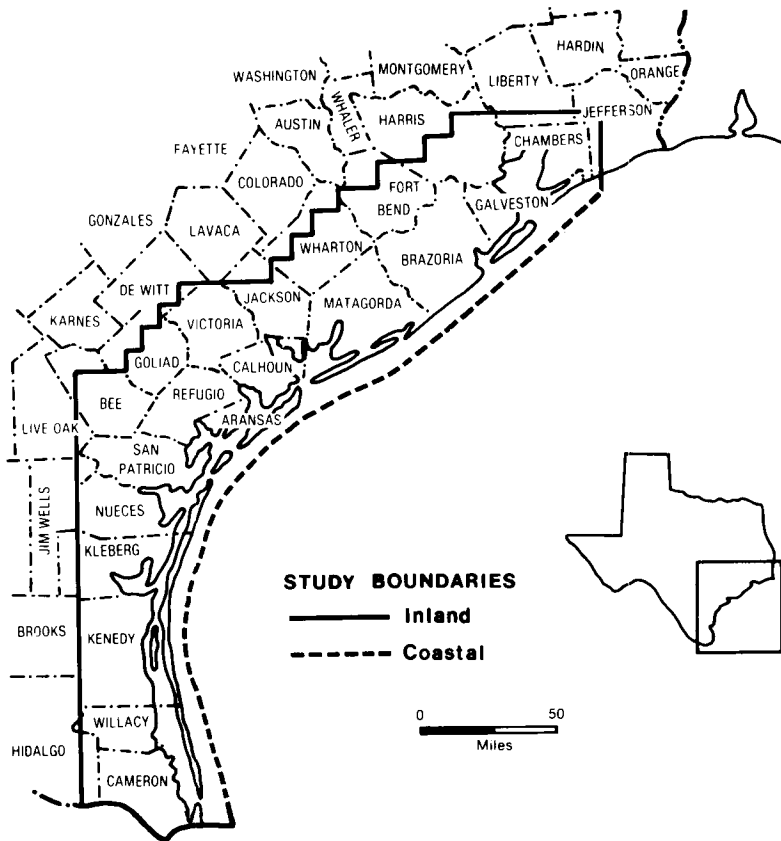 HARDIN
MONTGOMERY
WASHINGTON
LIBERTY
ORANGE
WHALER
HARRIS
JEFFERSON
AUSTIN
CHAMBERS
FAYETTE
COLORADO
FORT
BEND
GALVESTON
GONZALES
LAVACA
WHARTON
BRAZORIA
DE WITT
JACKSON
MATAGORDA
KARNES
VICTORIA
GOLIAD
CALHOUN
REFUGIO
BEE
ARANSAS
LIVE OAK
SAN
PATRICIO
NUECES
JIM WELLS
KLEBERG
STUDY BOUNDARIES
Inland
BROOKS
KENEDY
Coastal
WILLACY
0 50
Miles
HIDALGO
CAMERON